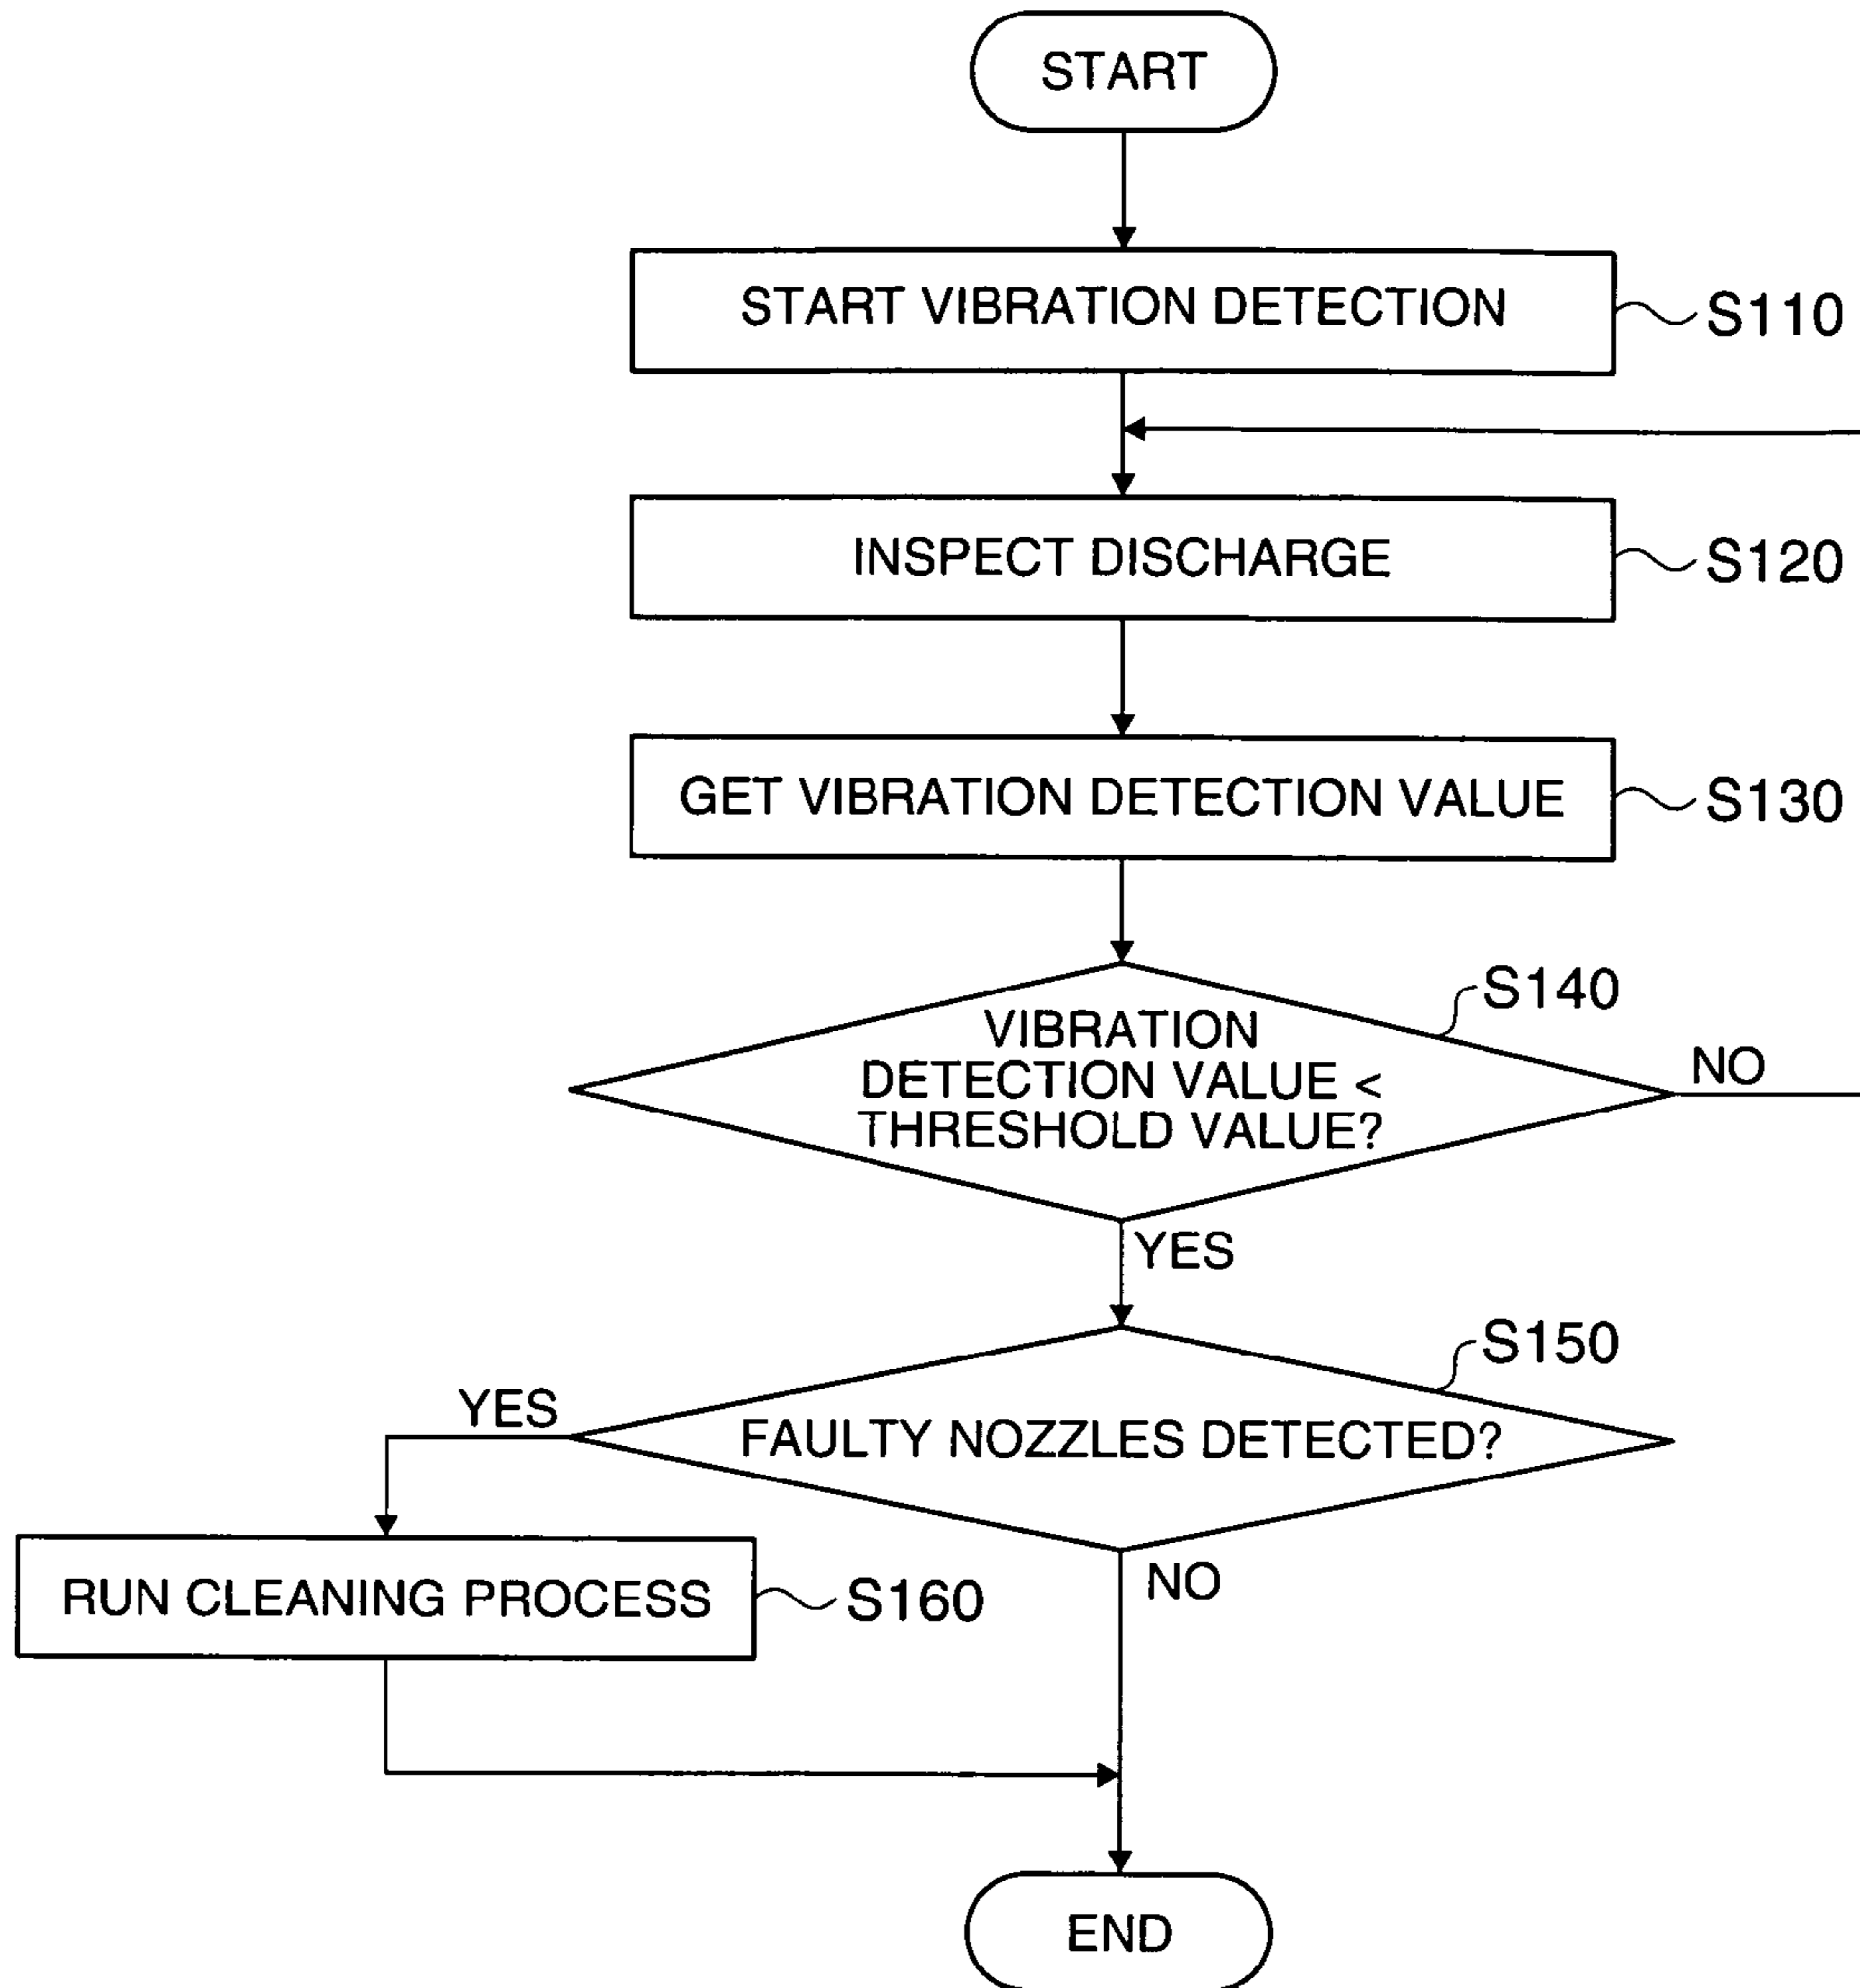 START
START VIBRATION DETECTION
S110
INSPECT DISCHARGE
S120
GET VIBRATION DETECTION VALUE
S130
S140
VIBRATION
DETECTION VALUE <
THRESHOLD VALUE?
NO
YES
S150
YES
FAULTY NOZZLES DETECTED?
RUN CLEANING PROCESS
S160
NO
END